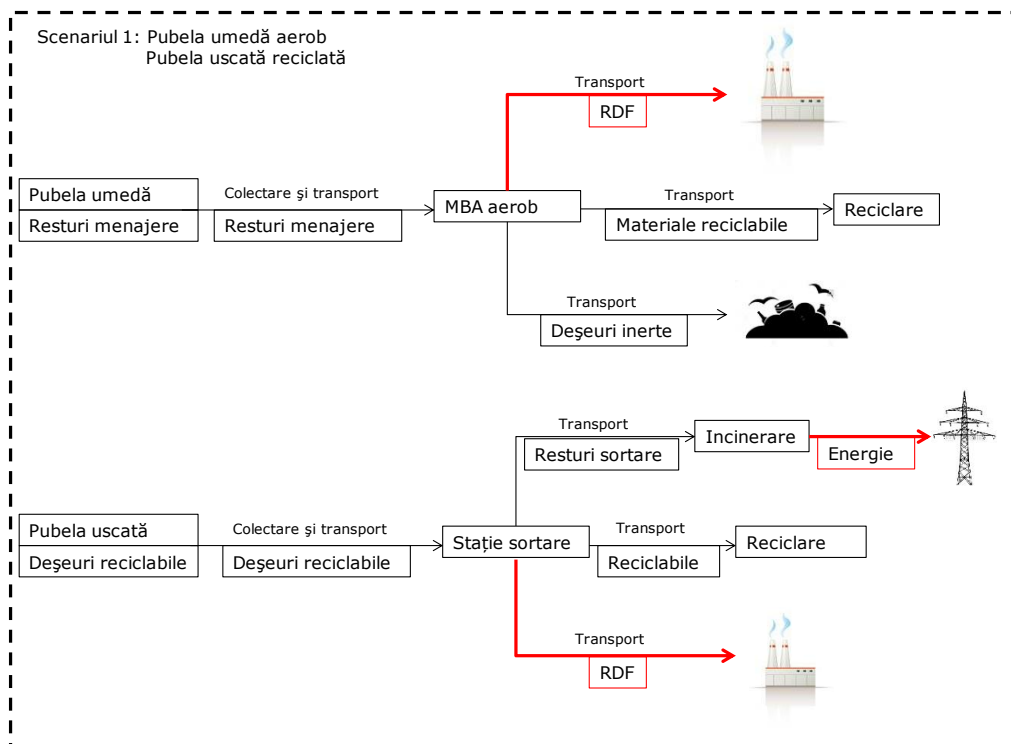 Scenariul 1: Pubela umedă aerob
Pubela uscată reciclată
Transport
RDF
Pubela umedă
Resturi menajere
Colectare şi transport
Resturi menajere
MBA aerob
Transport
Materiale reciclabile
Reciclare
Transport
Deşeuri inerte
Transport
Resturi sortare
Incinerare
Energie
Pubela uscată
Deşeuri reciclabile
Colectare şi transport
Deşeuri reciclabile
Stație sortare
Transport
Reciclabile
Reciclare
Transport
RDF